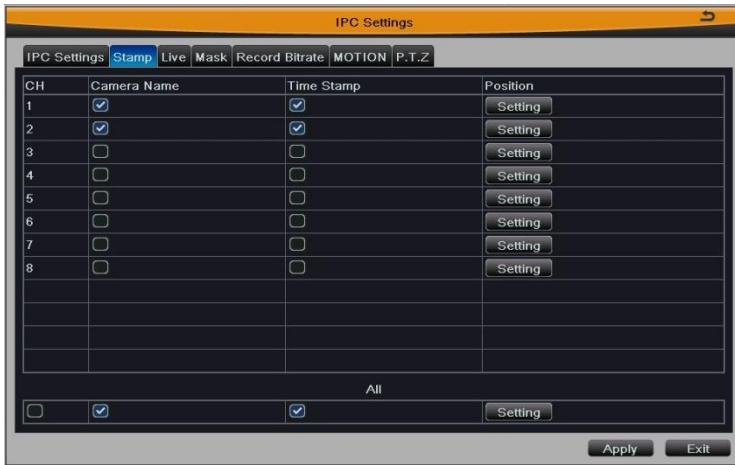 IPC Settings
IPC Settings Stamp Live Mask Record Bitrate MOTION P.T.Z
CH Camera Name Time Stamp Position
1 Setting
2 Setting
3 Setting
4 Setting
5 Setting
6 Setting
7 Setting
8 Setting
All
Setting
Apply Exit